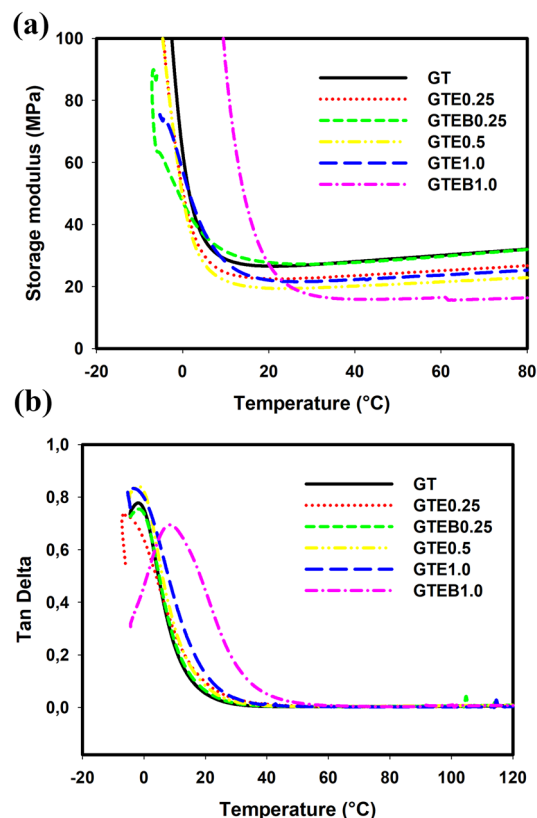 (a)
100
80
60
40
20
0
Storage modulus (MPa)
GT
GTE0.25
GTEB0.25
GTE0.5
GTE1.0
GTEB1.0
-20 0 20 40 60 80
Temperature (°C)
(b)
1,0
0,8
0,6
0,4
0,2
0,0
Tan Delta
GT
GTE0.25
GTEB0.25
GTE0.5
GTE1.0
GTEB1.0
-20 0 20 40 60 80 100 120
Temperature (°C)